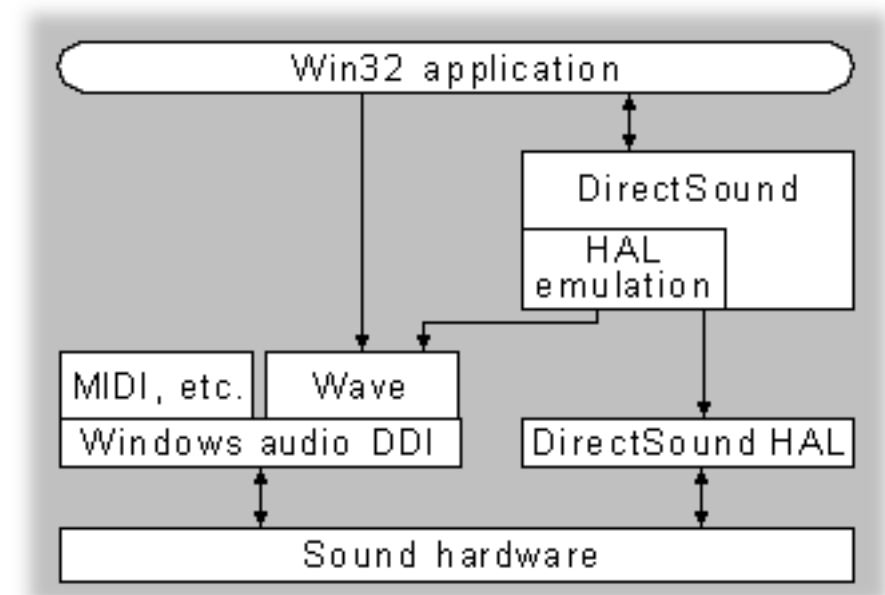 Win32 application
DirectSound
HAL
emulation
MIDI, etc.
Wave
Windows audio DDI
DirectSound HAL
Sound hardware